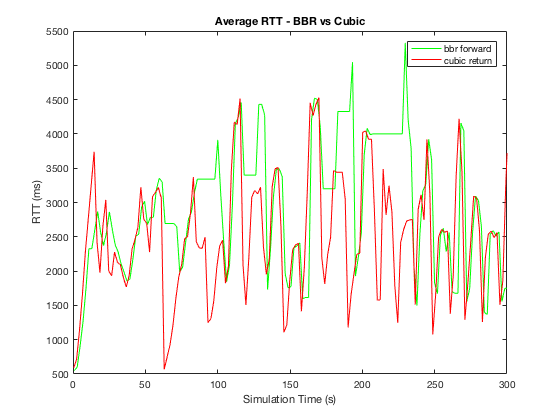 Average RTT - BBR vs Cubic
5500
5000
4500
4000
3500
3000
2500
2000
1500
1000
500
RTT (ms)
bbr forward
cubic return
0 50 100 150 200 250 300
Simulation Time (s)